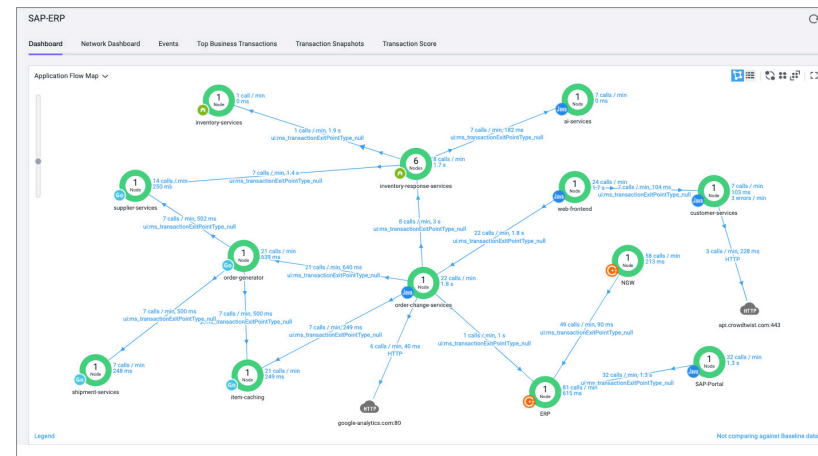 SAP-ERP
Dashboard
Network Dashboard
Events
Top Business Transactions
Transaction Snapshots
Transaction Score
Application Flow Map
1
Node
1 call / min
0 ms
inventory-services
1
Node
7 calls / min
0 ms
Java
ai-services
1 calls / min, 1.9 s
ui:ms_transactionExitPointType_null
7 calls / min, 182 ms
ui:ms_transactionExitPointType_null
6
Nodes
8 calls / min
1.7 s
inventory-response-services
7 calls / min, 1.4 s
ui:ms_transactionExitPointType_null
1
Node
14 calls / min
250 ms
Go
supplier-services
1
Node
24 calls / min
1.7 s
Java
web-frontend
7 calls / min, 104 ms
ui:ms_transactionExitPointType_null
1
Node
7 calls / min
103 ms
3 errors / min
Java
customer-services
7 calls / min, 502 ms
ui:ms_transactionExitPointType_null
8 calls / min, 3 s
ui:ms_transactionExitPointType_null
22 calls / min, 1.8 s
ui:ms_transactionExitPointType_null
3 calls / min, 228 ms
HTTP
1
Node
21 calls / min
639 ms
Go
order-generator
21 calls / min, 640 ms
ui:ms_transactionExitPointType_null
1
Node
22 calls / min
1.8 s
Java
order-change-services
1
Node
58 calls / min
213 ms
NGW
HTTP
api.crowdtwist.com:443
7 calls / min, 500 ms
ui:ms_transactionExitPointType_null
7 calls / min, 500 ms
ui:ms_transactionExitPointType_null
7 calls / min, 249 ms
ui:ms_transactionExitPointType_null
6 calls / min, 40 ms
HTTP
1 calls / min, 1 s
ui:ms_transactionExitPointType_null
49 calls / min, 90 ms
ui:ms_transactionExitPointType_null
1
Node
7 calls / min
248 ms
Go
shipment-services
1
Node
21 calls / min
249 ms
Go
item-caching
HTTP
google-analytics.com:80
1
Node
81 calls / min
615 ms
ERP
32 calls / min, 1.3 s
ui:ms_transactionExitPointType_null
1
Node
32 calls / min
1.3 s
Java
SAP-Portal
Legend
Not comparing against Baseline data